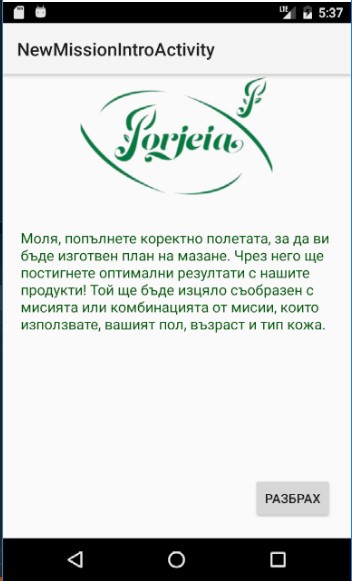 LTE 5:37
NewMissionIntroActivity
Porjeia
Моля, попълнете коректно полетата, за да ви
бъде изготвен план на мазане. Чрез него ще
постигнете оптимални резултати с нашите
продукти! Той ще бъде изцяло съобразен с
мисията или комбинацията от мисии, които
използвате, вашият пол, възраст и тип кожа.
РАЗБРАХ